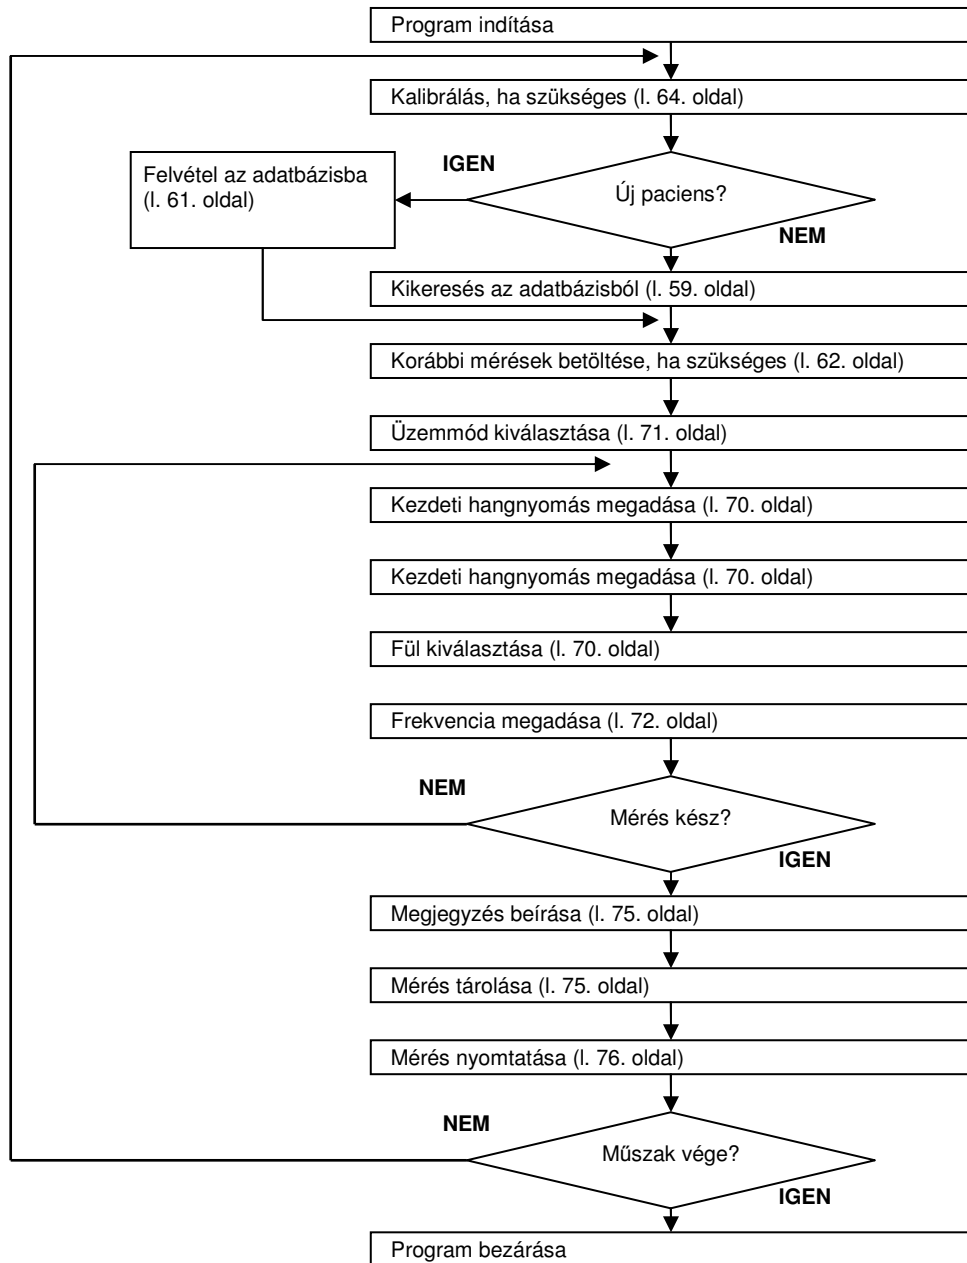 Program indítása
Kalibrálás, ha szükséges (l. 64. oldal)
IGEN
Felvétel az adatbázisba
(l. 61. oldal)
Új paciens?
NEM
Kikeresés az adatbázisból (l. 59. oldal)
Korábbi mérések betöltése, ha szükséges (l. 62. oldal)
Üzemmód kiválasztása (l. 71. oldal)
Kezdeti hangnyomás megadása (l. 70. oldal)
Kezdeti hangnyomás megadása (l. 70. oldal)
Fül kiválasztása (l. 70. oldal)
Frekvencia megadása (l. 72. oldal)
NEM
Mérés kész?
IGEN
Megjegyzés beírása (l. 75. oldal)
Mérés tárolása (l. 75. oldal)
Mérés nyomtatása (l. 76. oldal)
NEM
Műszak vége?
IGEN
Program bezárása